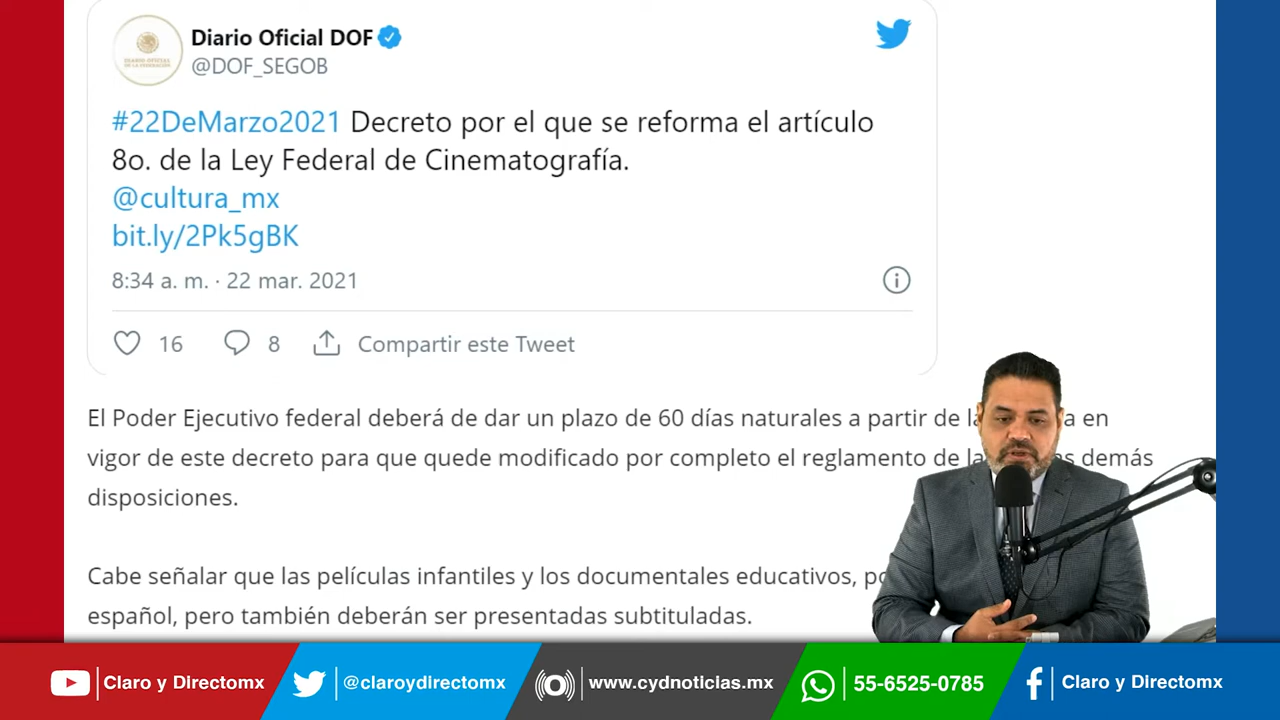 Diario Oficial DOF
@DOF_SEGOB
#22DeMarzo2021 Decreto por el que se reforma el artículo
8o. de la Ley Federal de Cinematografía.
@cultura_mx
bit.ly/2Pk5gBK
8:34 a. m. · 22 mar. 2021
16 8 Compartir este Tweet
El Poder Ejecutivo federal deberá de dar un plazo de 60 días naturales a partir de en
vigor de este decreto para que quede modificado por completo el reglamento de demás
disposiciones.
Cabe señalar que las películas infantiles y los documentales educativos,
español, pero también deberán ser presentadas subtituladas.
Claro y Directomx @claroydirectomx www.cydnoticias.mx 55-6525-0785 Claro y Directomx